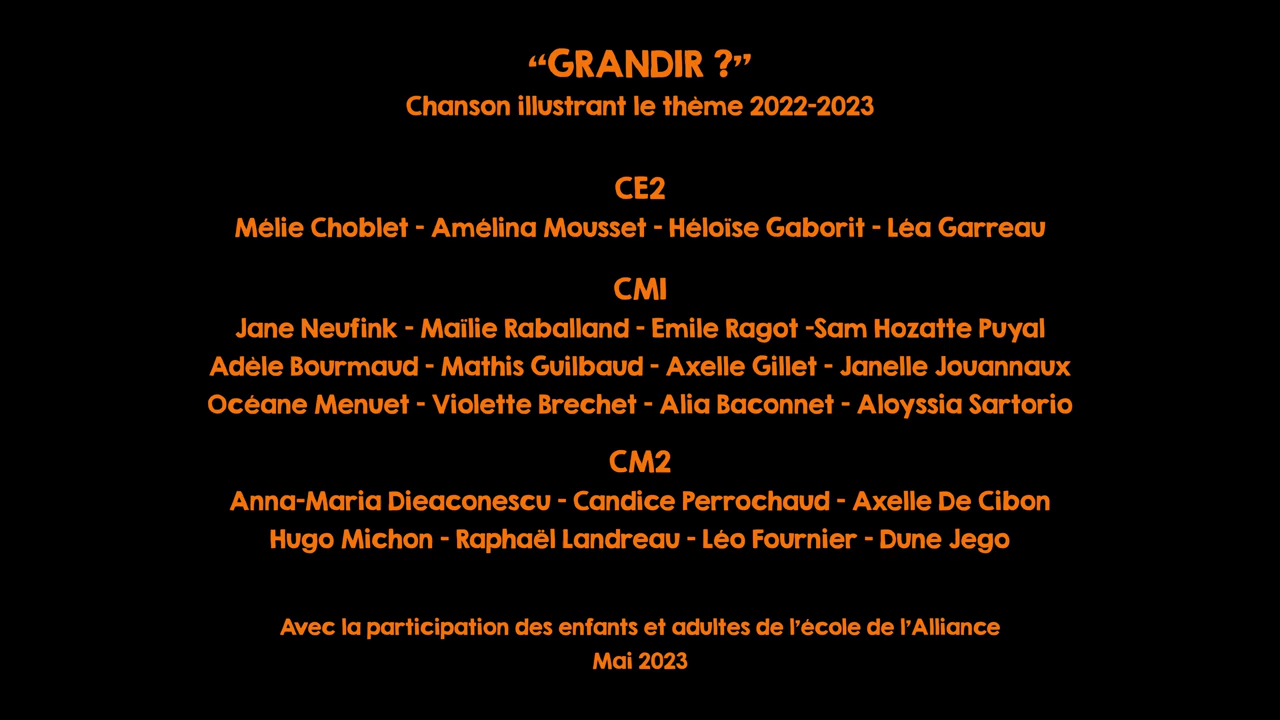 “GRANDIR ?”
Chanson illustrant le thème 2022-2023
CE2
Mélie Choblet - Amélina Mousset - Héloïse Gaborit - Léa Garreau
CM1
Jane Neufink - Maïlie Raballand - Emile Ragot -Sam Hozatte Puyal
Adèle Bourmaud - Mathis Guilbaud - Axelle Gillet - Janelle Jouannaux
Océane Menuet - Violette Brechet - Alia Baconnet - Aloyssia Sartorio
CM2
Anna-Maria Dieaconescu - Candice Perrochaud - Axelle De Cibon
Hugo Michon - Raphaël Landreau - Léo Fournier - Dune Jego
Avec la participation des enfants et adultes de l’école de l’Alliance
Mai 2023